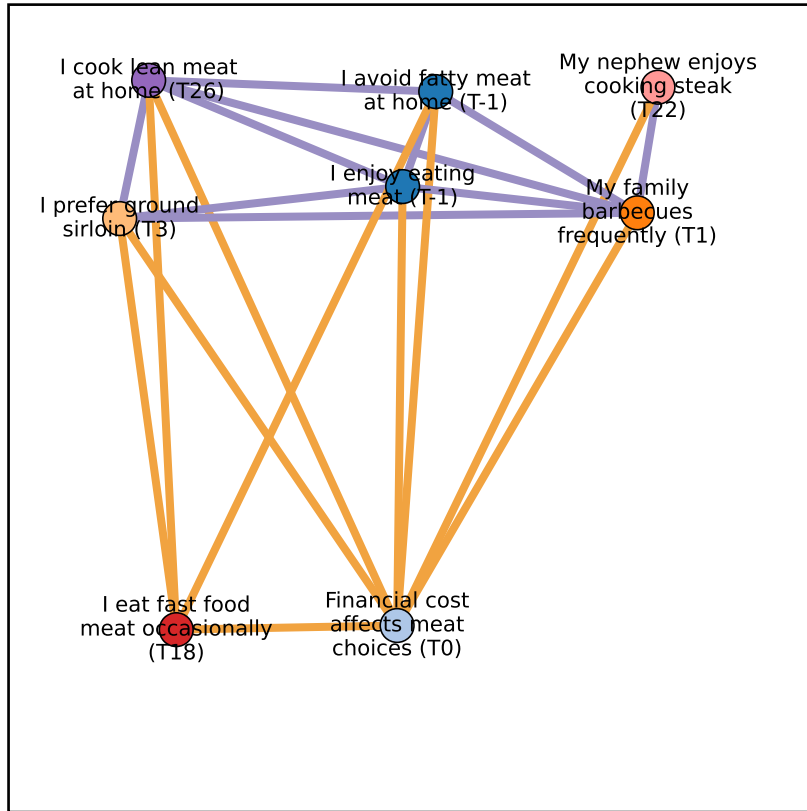 I cook lean meat
at home (T26)
I avoid fatty meat
at home (T-1)
My nephew enjoys
cooking steak
(T22)
I enjoy eating
meat (T-1)
I prefer ground
sirloin (T3)
My family
barbecues
frequently (T1)
I eat fast food
meat occasionally
(T18)
Financial cost
affects meat
choices (T0)